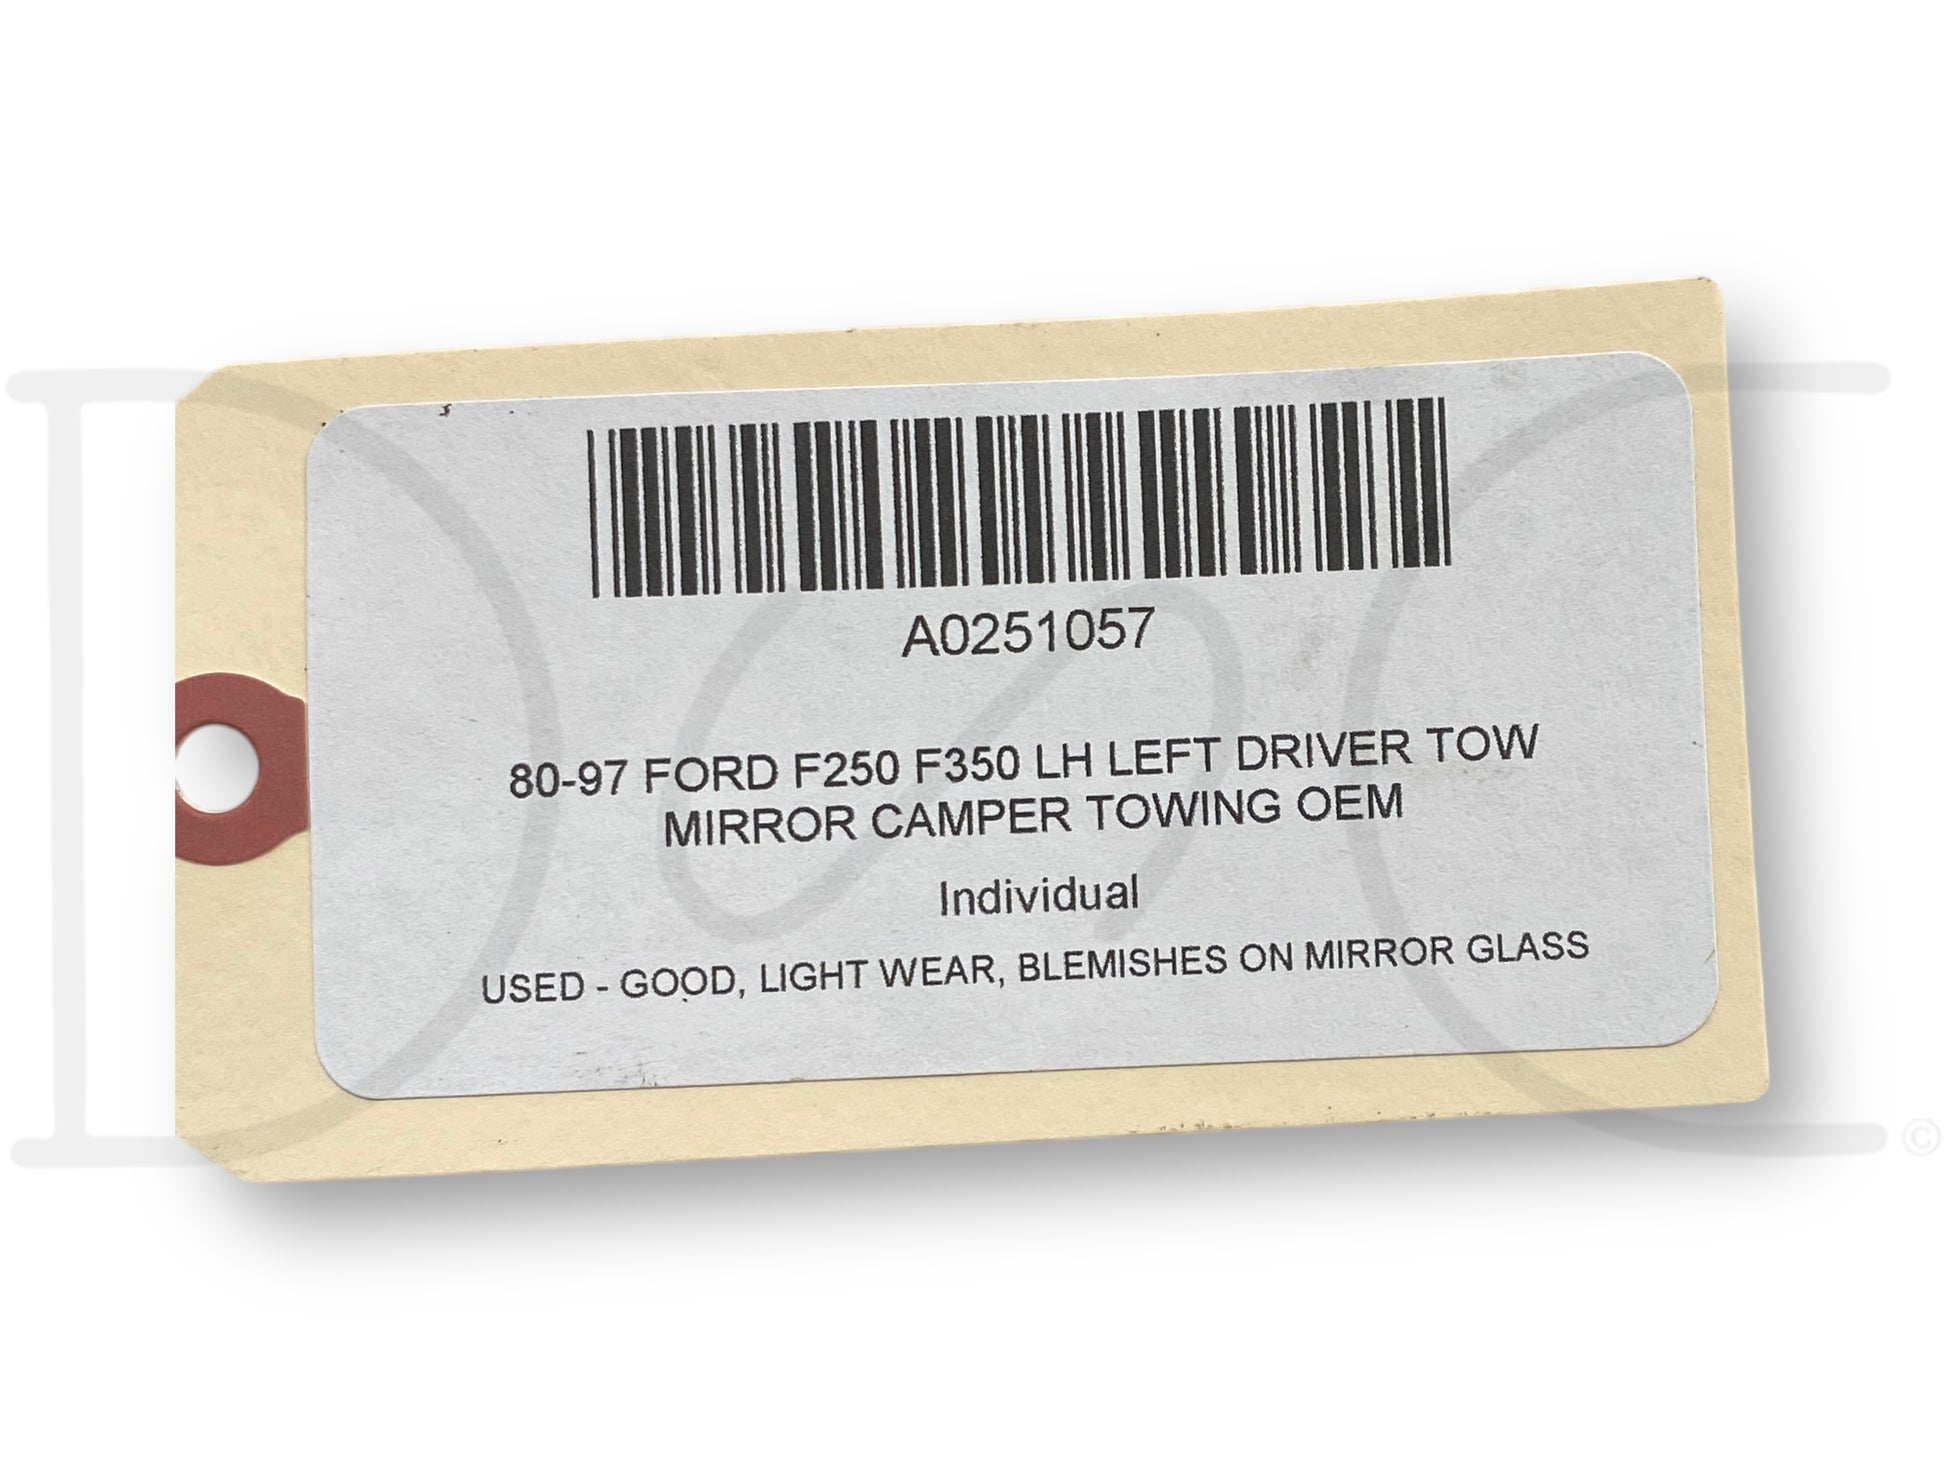 A0251057
80-97 FORD F250 F350 LH LEFT DRIVER TOW
MIRROR CAMPER TOWING OEM
Individual
USED - GOOD, LIGHT WEAR, BLEMISHES ON MIRROR GLASS